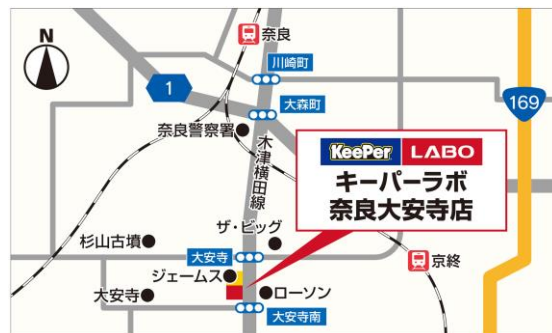 N
奈良
川崎町
1
大森町
169
奈良警察署
木津横田線
KeePer LABO
キーパーラボ
奈良大安寺店
ザ・ビッグ
杉山古墳
大安寺
京終
ジェームス
大安寺
ローソン
大安寺南